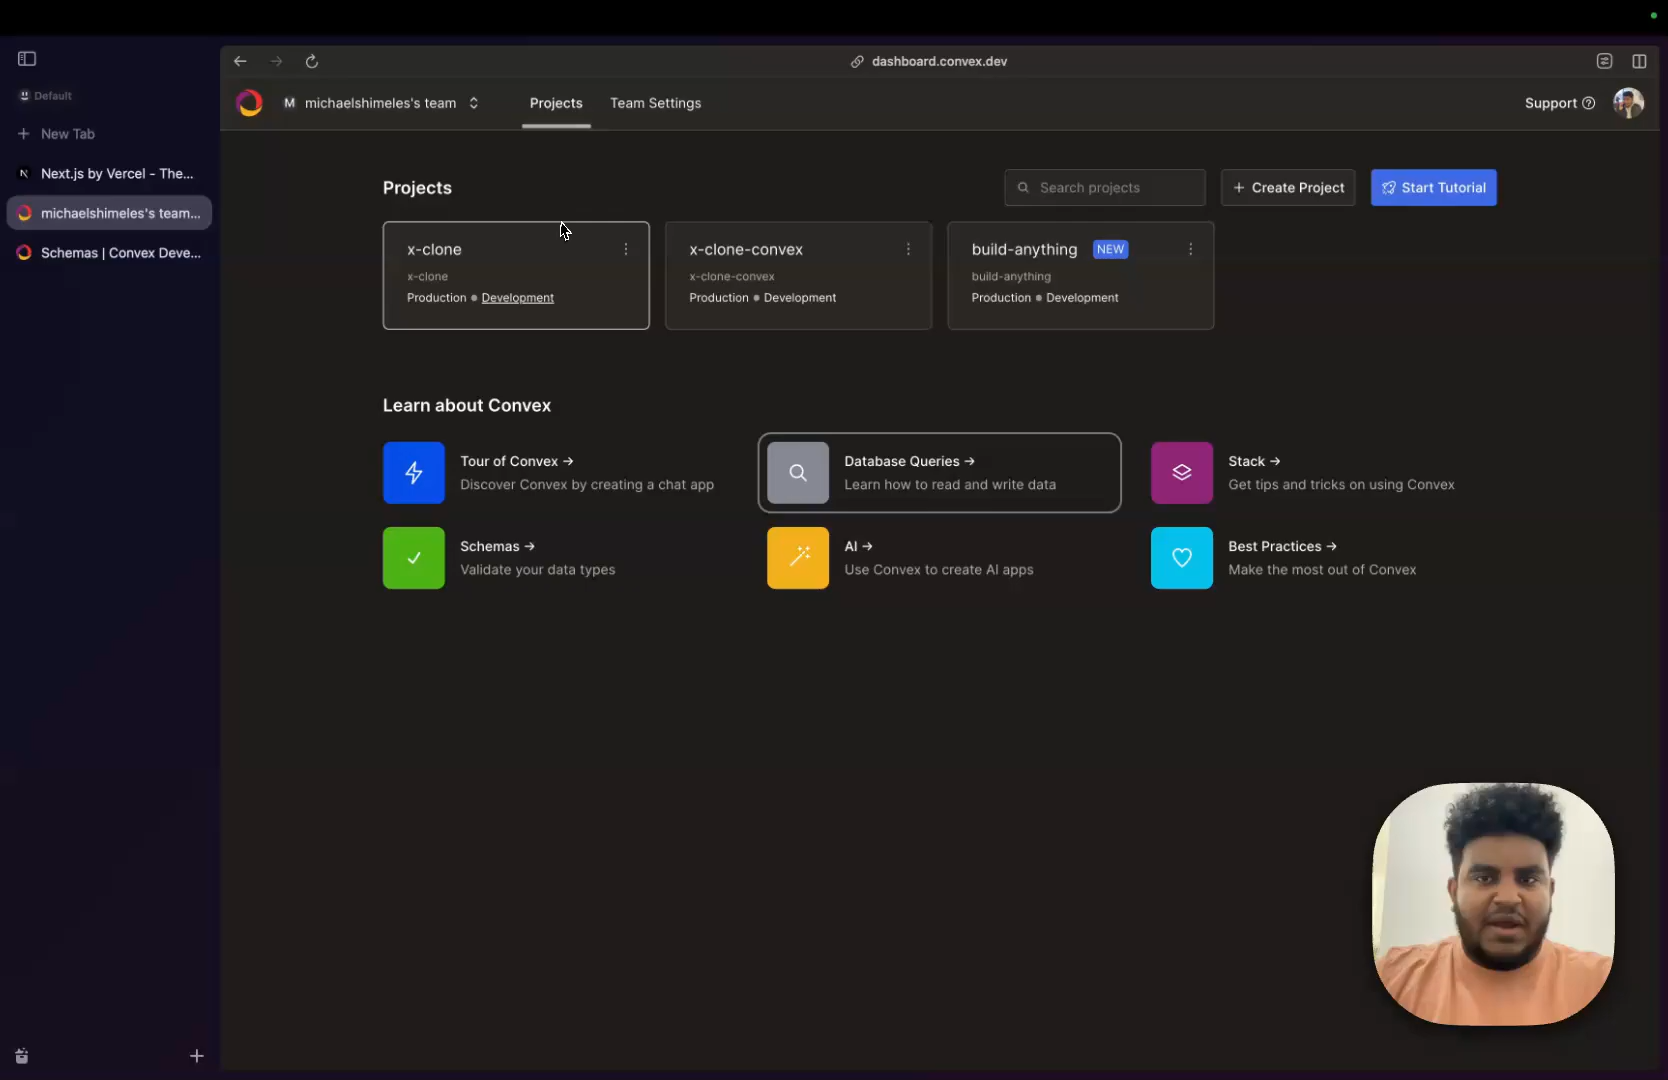 dashboard.convex.dev
Default
New Tab
Next.js by Vercel - The...
michaelshimeles's team...
Schemas | Convex Deve...
M michaelshimeles's team
Projects
Team Settings
Support
Projects
Search projects
+ Create Project
Start Tutorial
x-clone
x-clone
Production Development
x-clone-convex
x-clone-convex
Production Development
build-anything NEW
build-anything
Production Development
Learn about Convex
Tour of Convex →
Discover Convex by creating a chat app
Database Queries →
Learn how to read and write data
Stack →
Get tips and tricks on using Convex
Schemas →
Validate your data types
AI →
Use Convex to create AI apps
Best Practices →
Make the most out of Convex